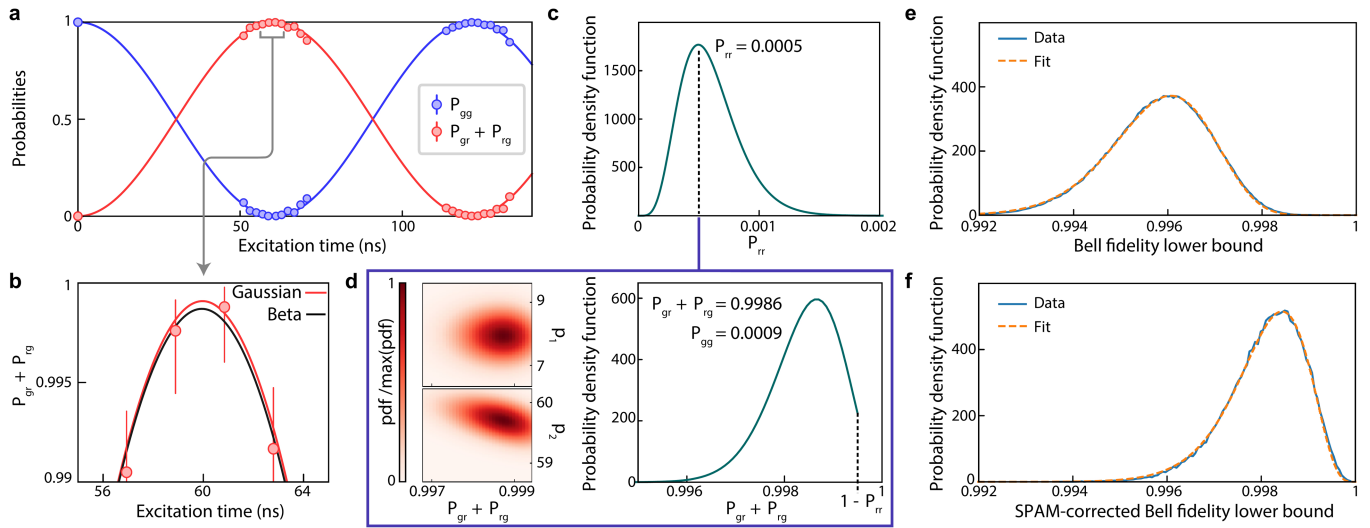 a
Probabilities
1
0.5
0
50
100
Excitation time (ns)
P_gg
P_gr + P_rg
b
P_gr + P_rg
1
0.995
0.99
56
60
64
Excitation time (ns)
Gaussian
Beta
c
Probability density function
1500
1000
500
0
0.001
0.002
P_rr
P_rr = 0.0005
d
pdf /max(pdf)
1
0
9
7
p_1
60
59
p_2
0.997
0.999
P_gr + P_rg
Probability density function
600
400
200
0
0.996
0.998
1
P_gr + P_rg
1 - P_rr
P_gr + P_rg = 0.9986
P_gg = 0.0009
e
Probability density function
400
200
0
0.992
0.994
0.996
0.998
1
Bell fidelity lower bound
Data
Fit
f
Probability density function
400
200
0
0.992
0.994
0.996
0.998
1
SPAM-corrected Bell fidelity lower bound
Data
Fit